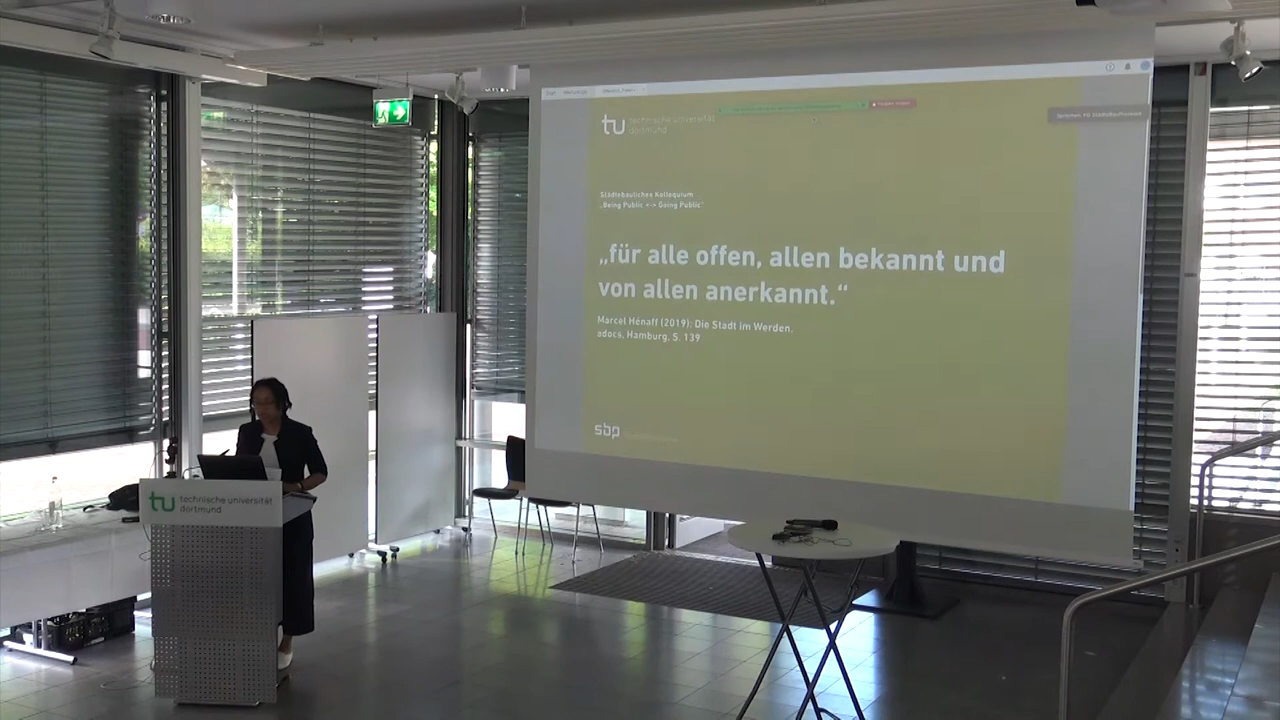 tu technische universität
dortmund
Städtebauliches Kolloquium
„Being Public <-> Going Public“
„für alle offen, allen bekannt und
von allen anerkannt.“
Marcel Hénaff (2019): Die Stadt im Werden,
adocs, Hamburg, S. 139
sbp
tu technische universität
dortmund